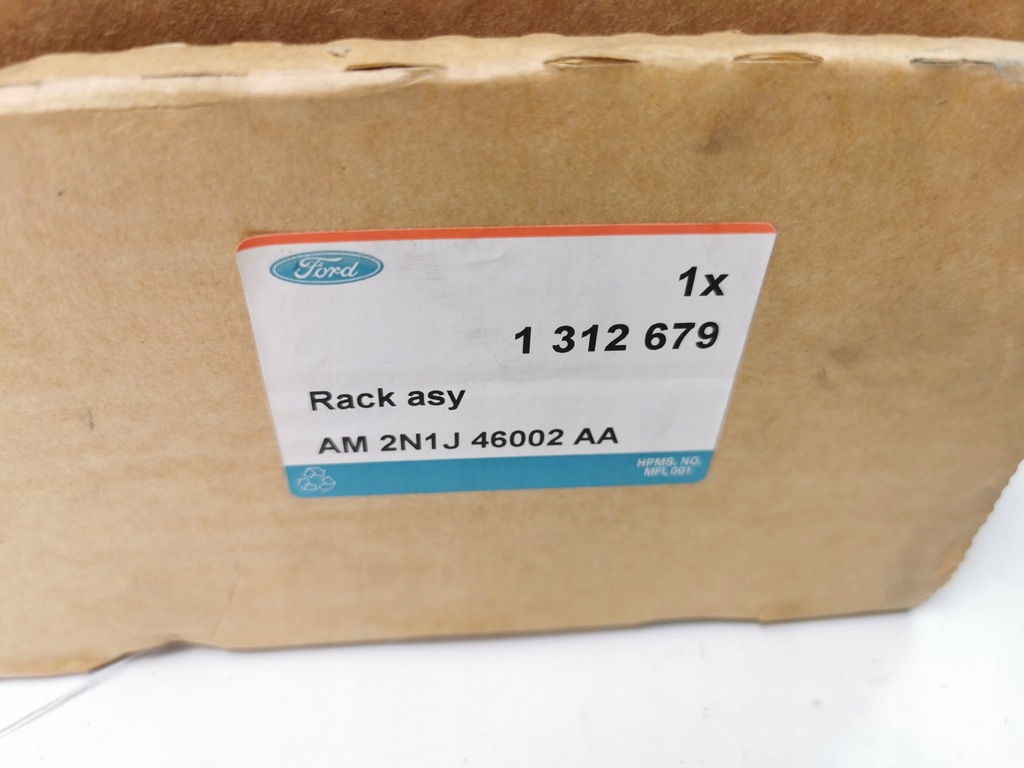 Ford
1x
1 312 679
Rack asy
AM 2N1J 46002 AA
HPMS. NO.
MFL 001